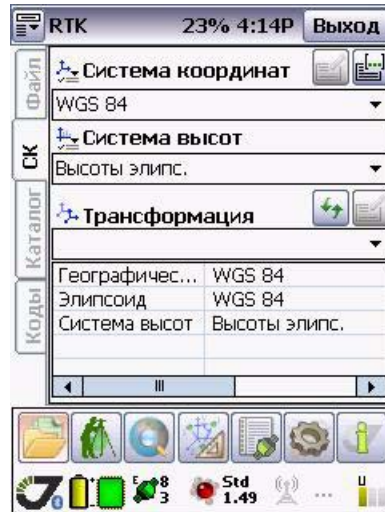 RTK 23% 4:14P Выход
Файл
СК
Каталог
Коды
Система координат
WGS 84
Система высот
Высоты элипс.
Трансформация
Географичес... WGS 84
Элипсоид WGS 84
Система высот Высоты элипс.
E 8
3
Std
1.49
...
U